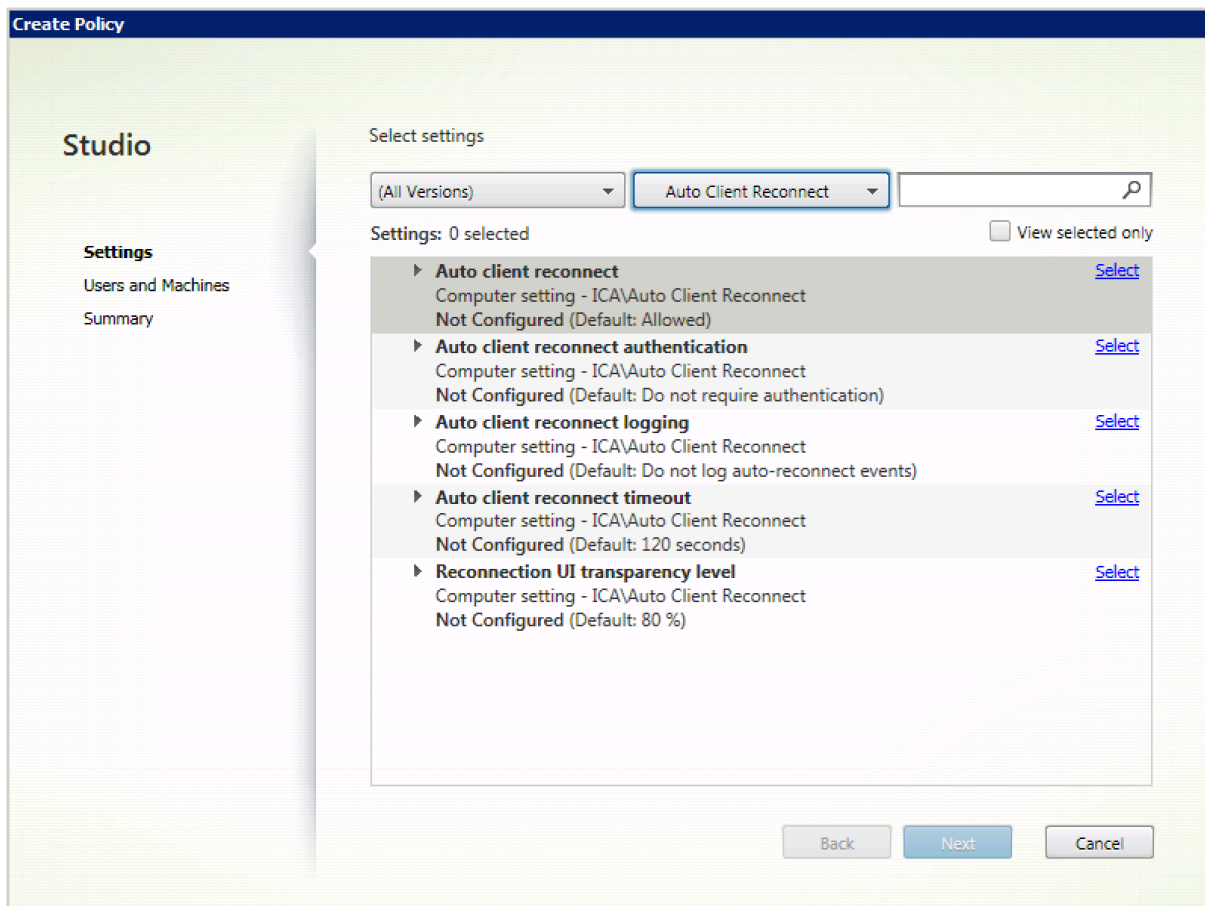 Create Policy
Studio
Settings
Users and Machines
Summary
Select settings
(All Versions)
Auto Client Reconnect
Settings: 0 selected
View selected only
Auto client reconnect
Select
Computer setting - ICA\Auto Client Reconnect
Not Configured (Default: Allowed)
Auto client reconnect authentication
Select
Computer setting - ICA\Auto Client Reconnect
Not Configured (Default: Do not require authentication)
Auto client reconnect logging
Select
Computer setting - ICA\Auto Client Reconnect
Not Configured (Default: Do not log auto-reconnect events)
Auto client reconnect timeout
Select
Computer setting - ICA\Auto Client Reconnect
Not Configured (Default: 120 seconds)
Reconnection UI transparency level
Select
Computer setting - ICA\Auto Client Reconnect
Not Configured (Default: 80 %)
Back
Next
Cancel